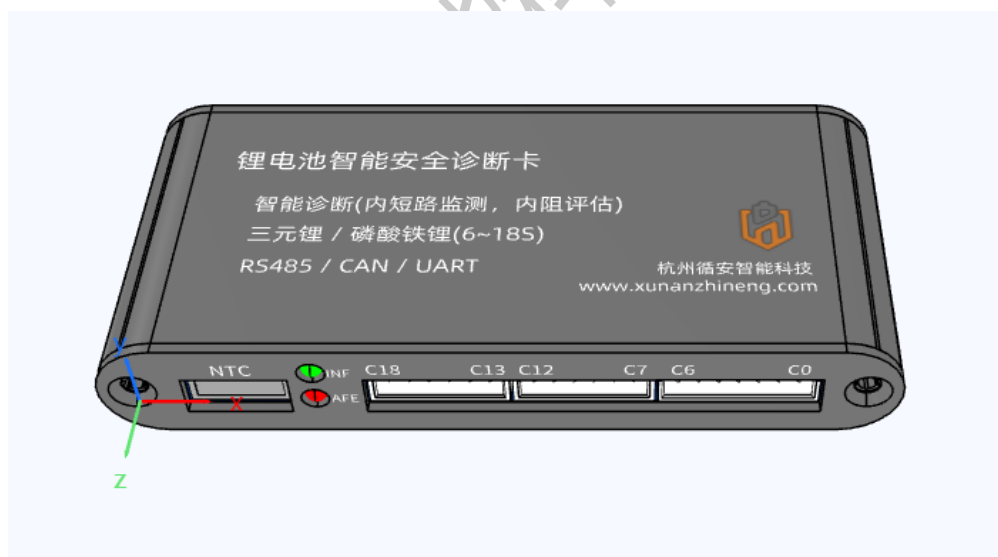 锂电池智能安全诊断卡
智能诊断(内短路监测，内阻评估)
三元锂 / 磷酸铁锂(6~18S)
RS485 / CAN / UART
杭州循安智能科技
www.xunanzhineng.com
NTC
INF
AFE
C18 C13 C12 C7 C6 C0
Y
X
Z